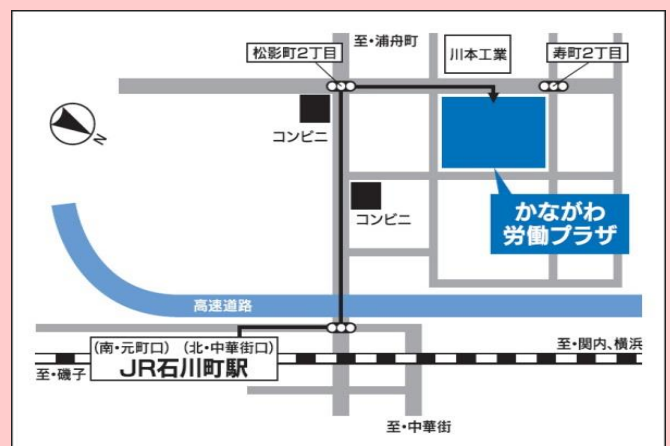 至・浦舟町
松影町2丁目
川本工業
寿町2丁目
コンビニ
N
コンビニ
かながわ
労働プラザ
高速道路
(南・元町口) (北・中華街口)
JR石川町駅
至・関内、横浜
至・磯子
至・中華街